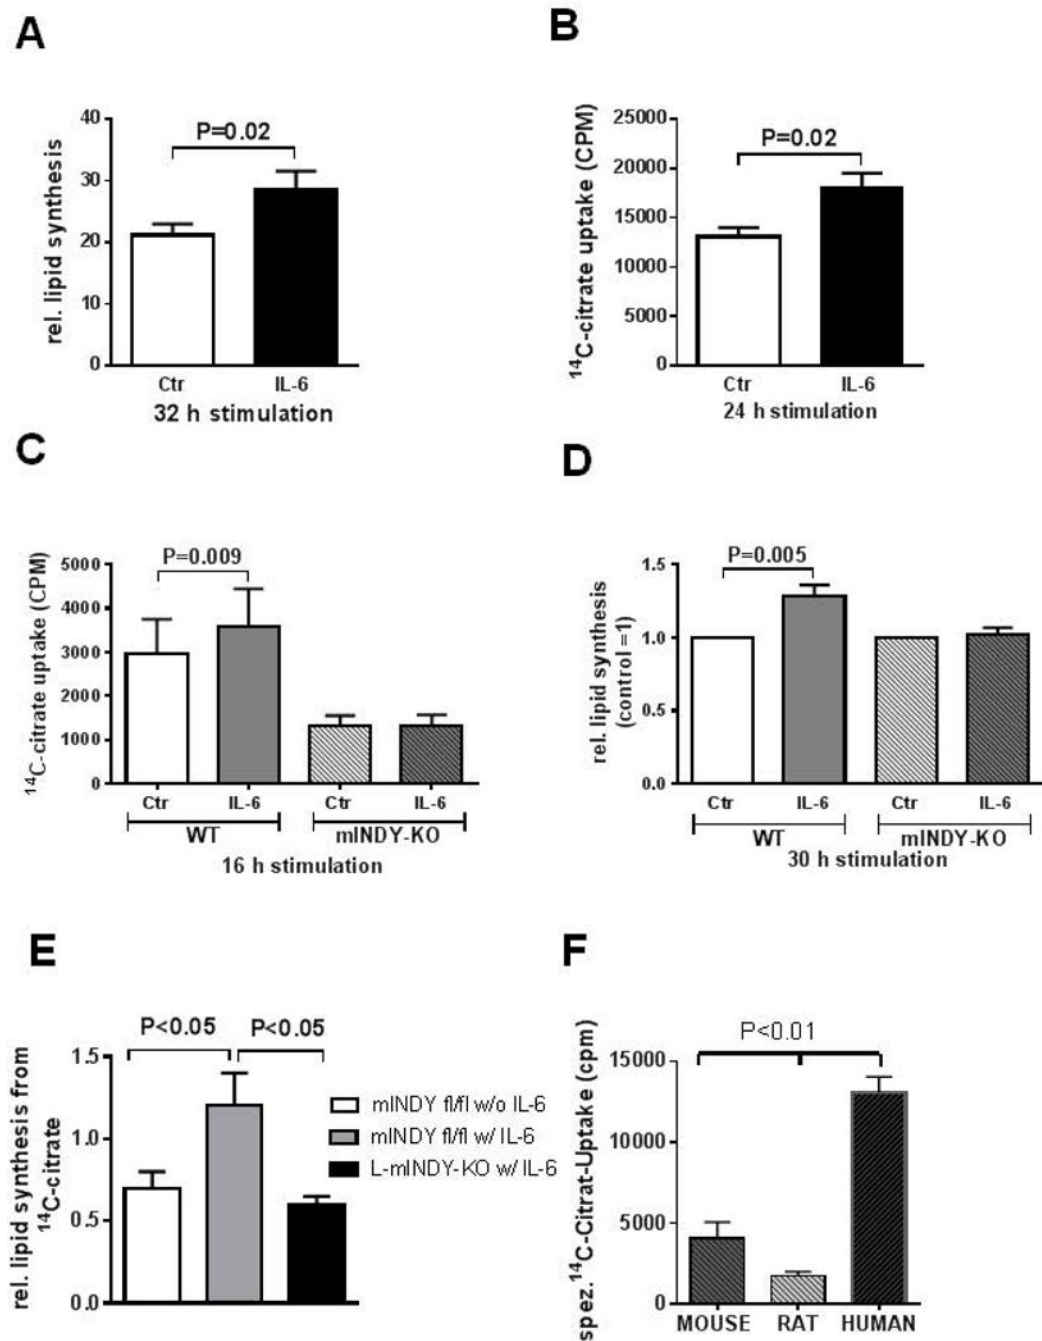 A
rel. lipid synthesis
40
30
20
10
0
P=0.02
Ctr IL-6
32 h stimulation
B
14C-citrate uptake (CPM)
25000
20000
15000
10000
5000
0
P=0.02
Ctr IL-6
24 h stimulation
C
14C-citrate uptake (CPM)
5000
4000
3000
2000
1000
0
P=0.009
Ctr IL-6 Ctr IL-6
WT mINDY-KO
16 h stimulation
D
rel. lipid synthesis
(control =1)
1.5
1.0
0.5
0.0
P=0.005
Ctr IL-6 Ctr IL-6
WT mINDY-KO
30 h stimulation
E
rel. lipid synthesis from
14C-citrate
1.5
1.0
0.5
0.0
P<0.05 P<0.05
mINDY fl/fl w/o IL-6
mINDY fl/fl w/ IL-6
L-mINDY-KO w/ IL-6
F
spez.14C-Citrat-Uptake (cpm)
15000
10000
5000
0
P<0.01
MOUSE RAT HUMAN